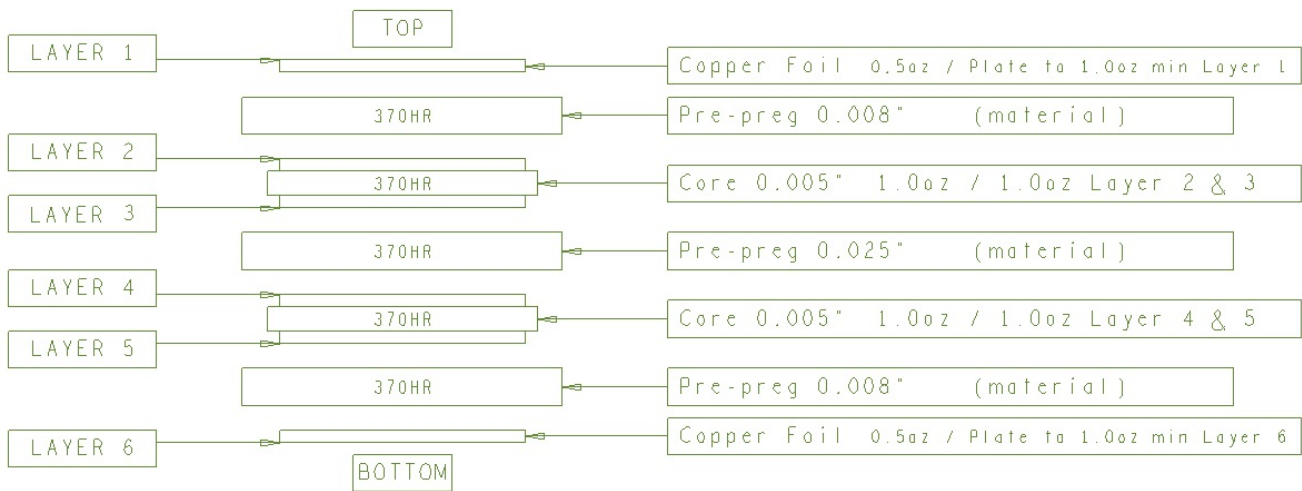 TOP
LAYER 1
Copper Foil 0.5oz / Plate to 1.0oz min Layer 1
370HR
Pre-preg 0.008" (material)
LAYER 2
370HR
Core 0.005" 1.0oz / 1.0oz Layer 2 & 3
LAYER 3
370HR
Pre-preg 0.025" (material)
LAYER 4
370HR
Core 0.005" 1.0oz / 1.0oz Layer 4 & 5
LAYER 5
370HR
Pre-preg 0.008" (material)
LAYER 6
Copper Foil 0.5oz / Plate to 1.0oz min Layer 6
BOTTOM